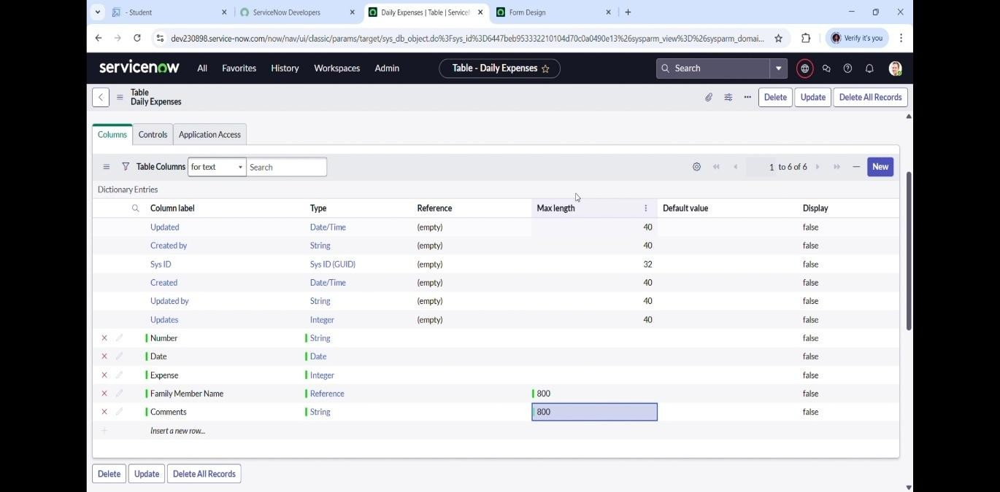 - Student
ServiceNow Developers
Daily Expenses | Table | Service
Form Design
dev230898.service-now.com/now/nav/ui/classic/params/target/sys_db_object.do%3Fsys_id%3D6447beb953332210104d70c0a0490e13%26sysparm_view%3D%26sysparm_domai...
Verify it's you
servicenow All Favorites History Workspaces Admin Table - Daily Expenses Search
Table
Daily Expenses
Delete Update Delete All Records
Columns Controls Application Access
Table Columns for text Search 1 to 6 of 6 New
Dictionary Entries
Column label Type Reference Max length Default value Display
Updated Date/Time (empty) 40 false
Created by String (empty) 40 false
Sys ID Sys ID (GUID) (empty) 32 false
Created Date/Time (empty) 40 false
Updated by String (empty) 40 false
Updates Integer (empty) 40 false
Number String false
Date Date false
Expense Integer false
Family Member Name Reference 800 false
Comments String 800 false
Insert a new row...
Delete Update Delete All Records